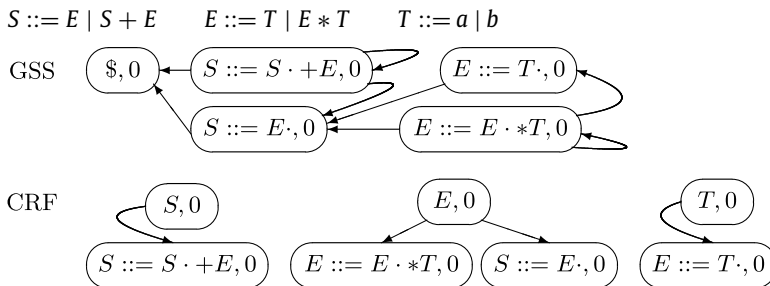 S ::= E | S + E E ::= T | E ∗ T T ::= a | b
GSS $, 0 S ::= S · +E, 0 E ::= T·, 0
S ::= E·, 0 E ::= E · ∗T, 0
CRF S, 0 E, 0 T, 0
S ::= S · +E, 0 E ::= E · ∗T, 0 S ::= E·, 0 E ::= T·, 0